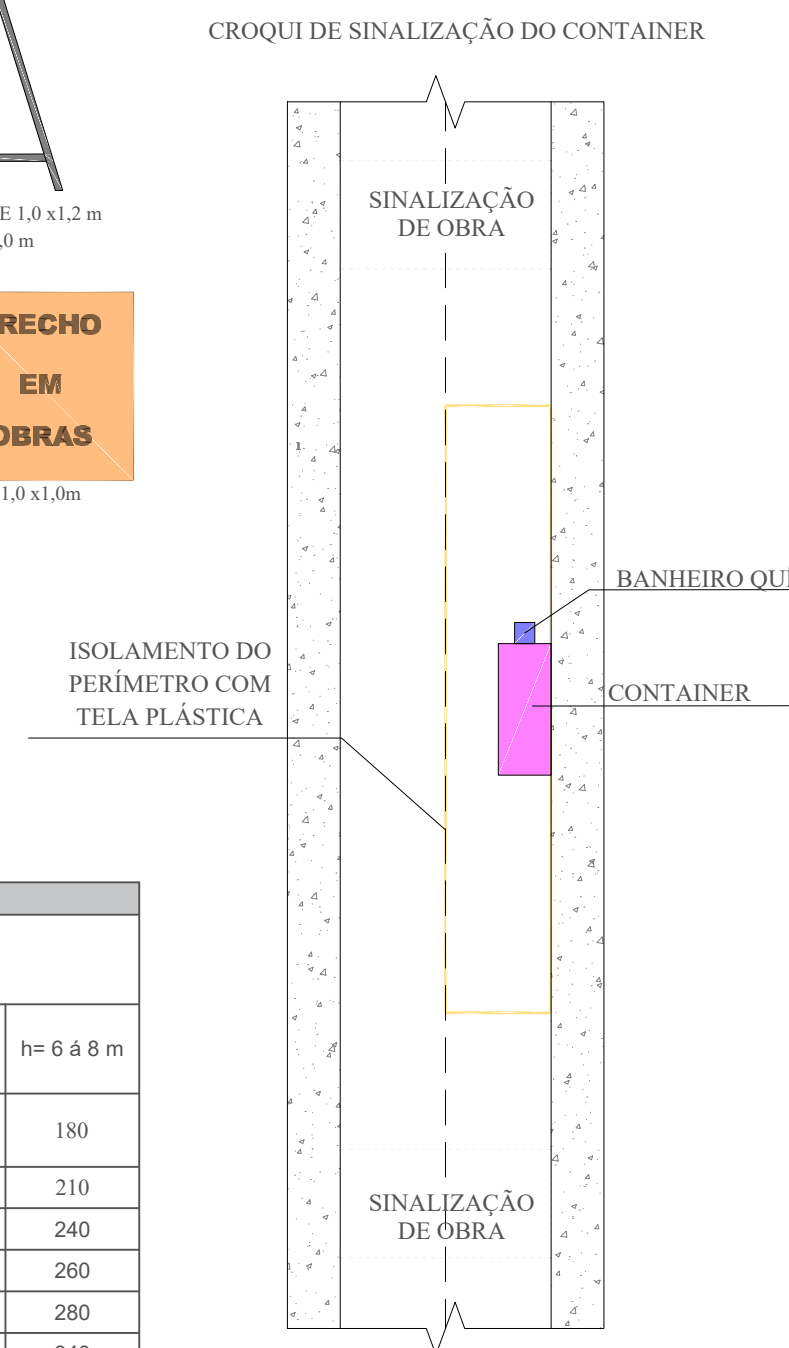 CROQUI DE SINALIZAÇÃO DO CONTAINER
SINALIZAÇÃO
DE OBRA
E 1,0 x1,2 m
,0 m
RECHO
EM
OBRAS
1,0 x1,0m
BANHEIRO
ISOLAMENTO DO
PERÍMETRO COM
TELA PLÁSTICA
CONTAINER
h= 6 á 8 m
180
210
240
260
280
SINALIZAÇÃO
DE OBRA